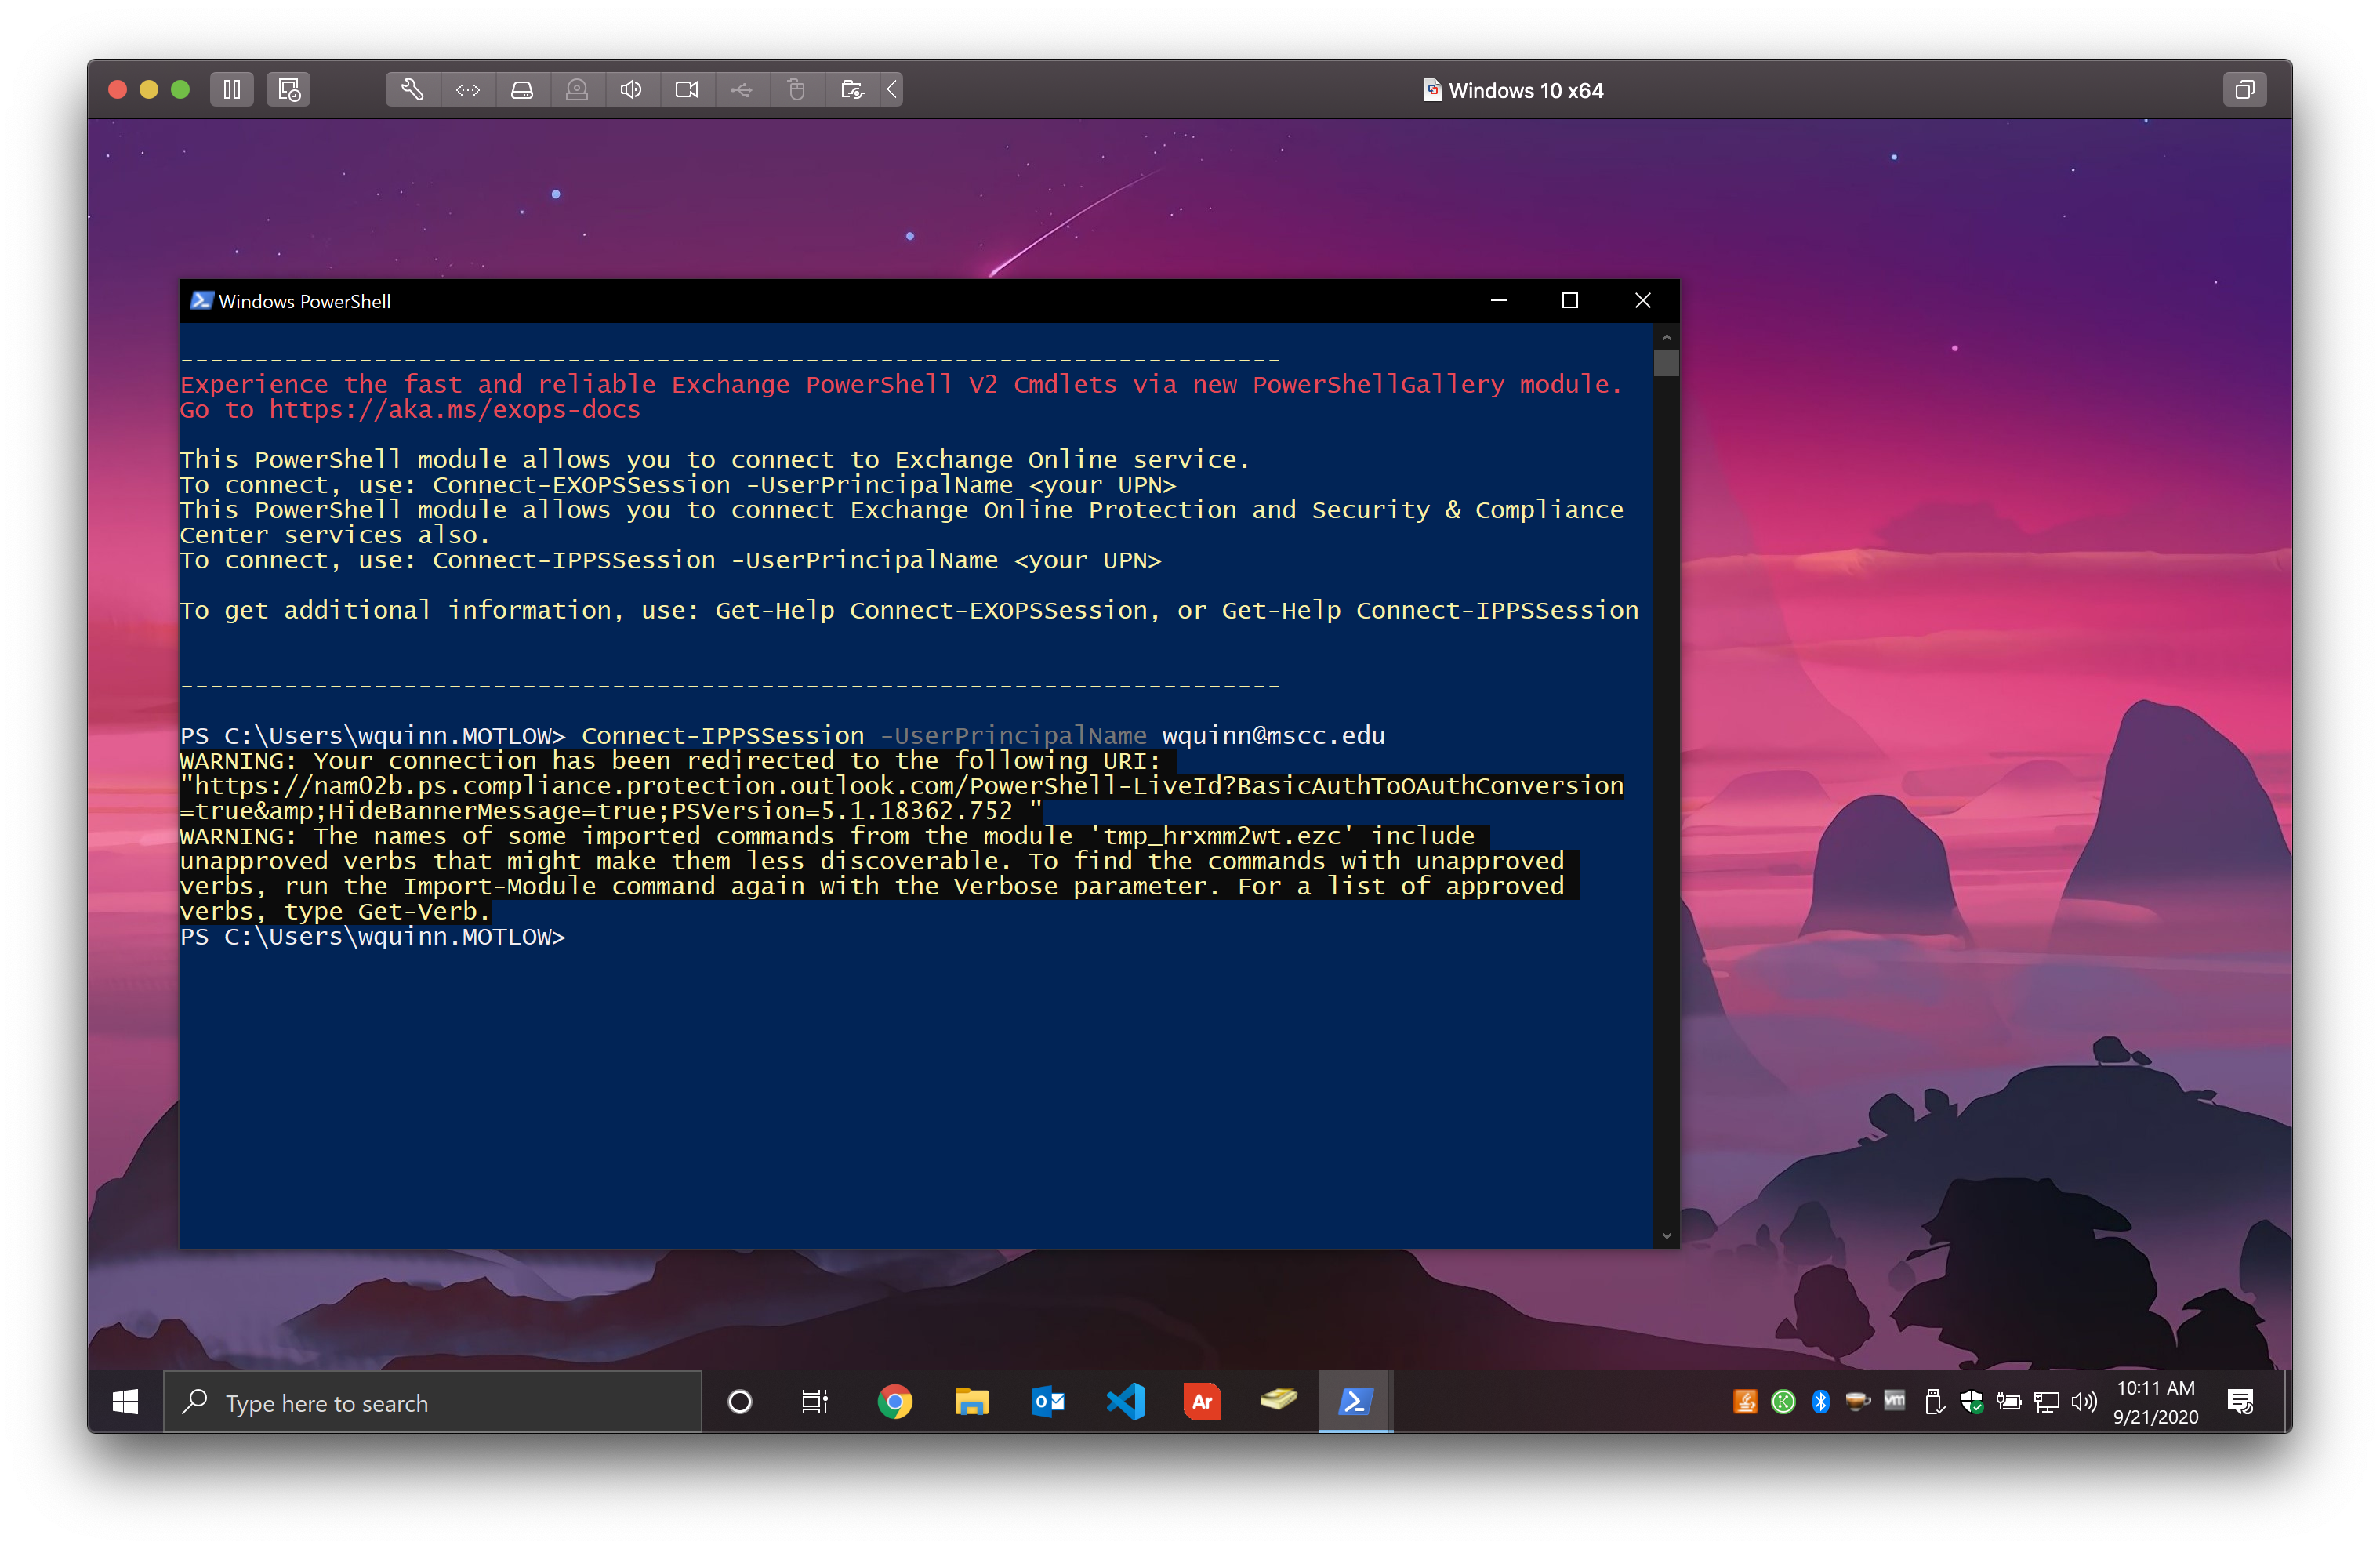 Windows 10 x64
Windows PowerShell
--------------------------------------------------------------------------
Experience the fast and reliable Exchange PowerShell V2 Cmdlets via new PowerShellGallery module.
Go to https://aka.ms/exops-docs
This PowerShell module allows you to connect to Exchange Online service.
To connect, use: Connect-EXOPSSession -UserPrincipalName <your UPN>
This PowerShell module allows you to connect Exchange Online Protection and Security & Compliance
Center services also.
To connect, use: Connect-IPPSSession -UserPrincipalName <your UPN>
To get additional information, use: Get-Help Connect-EXOPSSession, or Get-Help Connect-IPPSSession
--------------------------------------------------------------------------
PS C:\Users\wquinn.MOTLOW> Connect-IPPSSession -UserPrincipalName wquinn@mscc.edu
WARNING: Your connection has been redirected to the following URI:
"https://nam02b.ps.compliance.protection.outlook.com/PowerShell-LiveId?BasicAuthToOAuthConversion
=true&amp;HideBannerMessage=true;PSVersion=5.1.18362.752 "
WARNING: The names of some imported commands from the module 'tmp_hrxmm2wt.ezc' include
unapproved verbs that might make them less discoverable. To find the commands with unapproved
verbs, run the Import-Module command again with the Verbose parameter. For a list of approved
verbs, type Get-Verb.
PS C:\Users\wquinn.MOTLOW>
Type here to search
Ar
vm
10:11 AM
9/21/2020